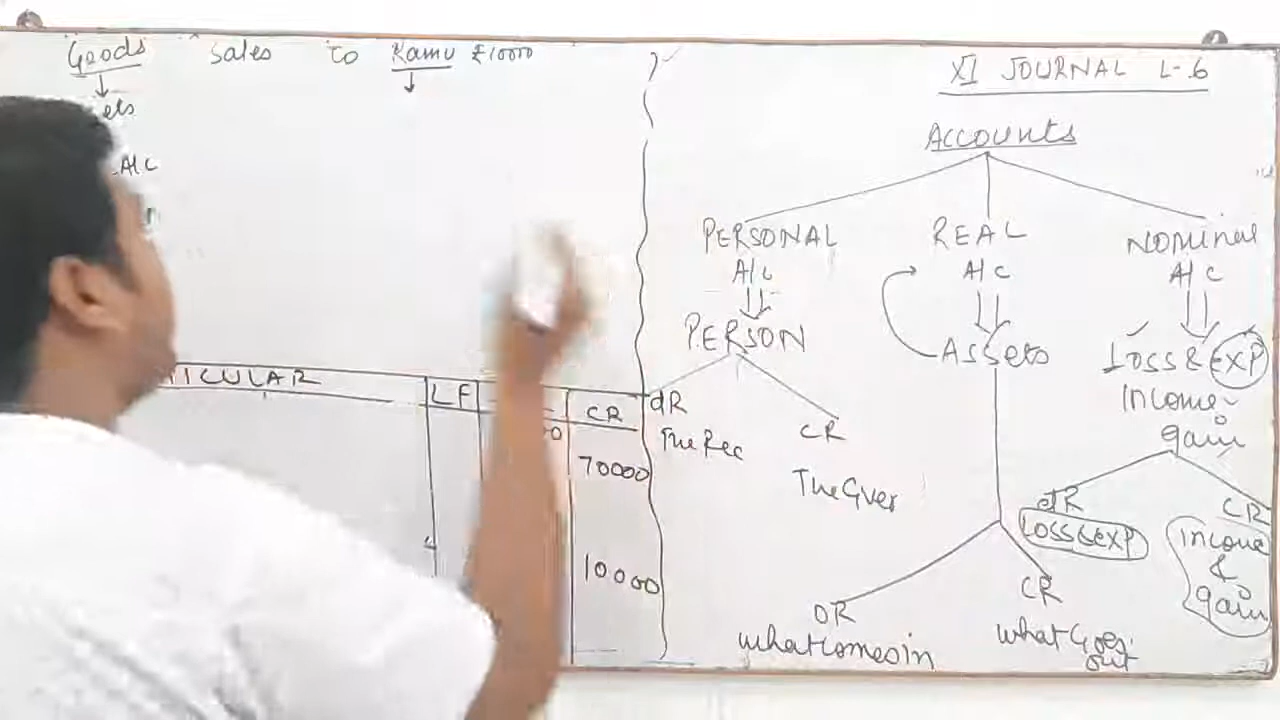 Goods Sales to Ramu ₹10000
ets
A/C
TICULAR LF CR
70000
10000
XI JOURNAL L-6
ACCOUNTS
PERSONAL REAL NOMINAL
A/C A/C A/C
PERSON Assets Loss & EXP
Income
gain
dR CR
The Rec The Giver
dR CR
Loss & EXP Income
&
gain
DR CR
what comes in what Goes
out